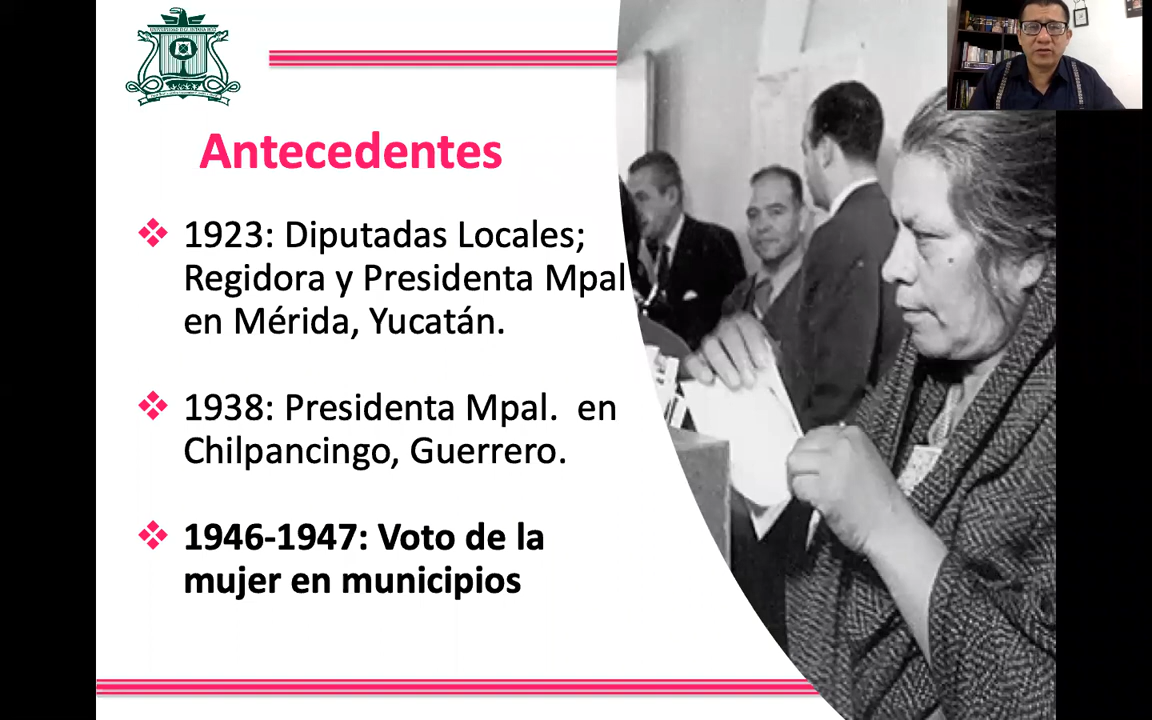 Antecedentes
1923: Diputadas Locales;
Regidora y Presidenta Mpal
en Mérida, Yucatán.
1938: Presidenta Mpal. en
Chilpancingo, Guerrero.
1946-1947: Voto de la
mujer en municipios